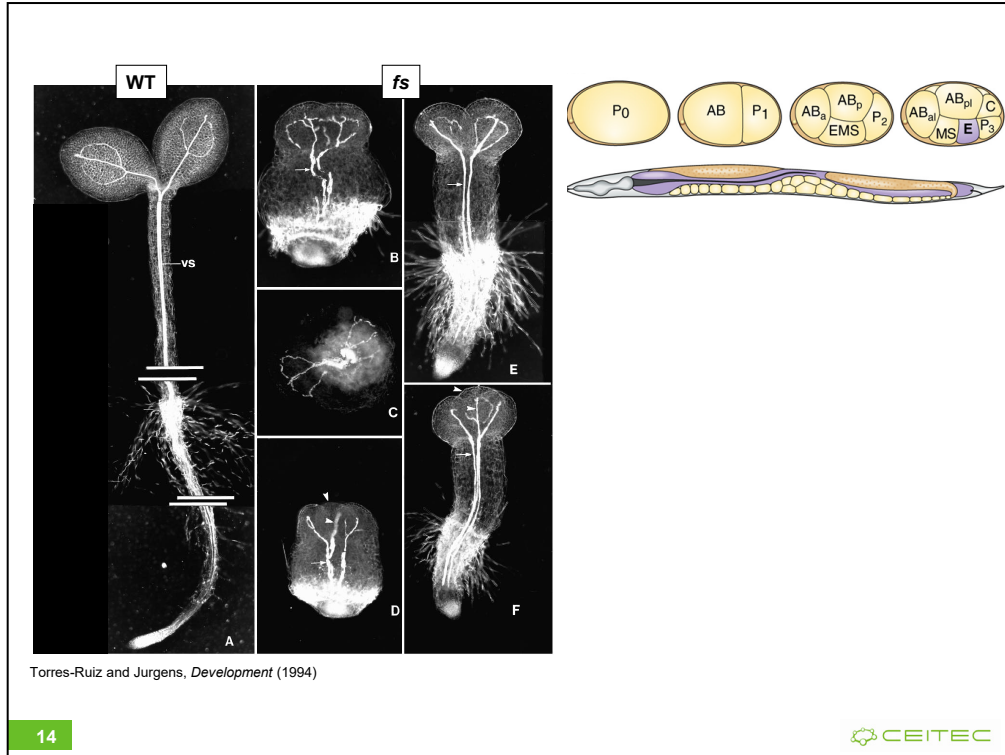 WT
fs
vs
A
B
C
D
E
F
P0
AB
P1
ABa
ABp
EMS
P2
ABal
ABpl
C
MS
E
P3
Torres-Ruiz and Jurgens, Development (1994)
14
CEITEC